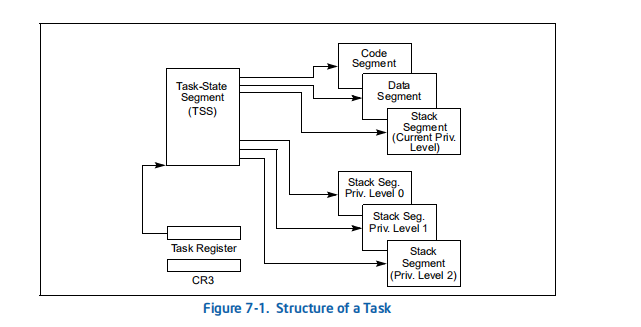 Code
Segment
Task-State
Segment
(TSS)
Data
Segment
Stack
Segment
(Current Priv.
Level)
Stack Seg.
Priv. Level 0
Stack Seg.
Priv. Level 1
Stack
Segment
(Priv. Level 2)
Task Register
CR3
Figure 7-1. Structure of a Task